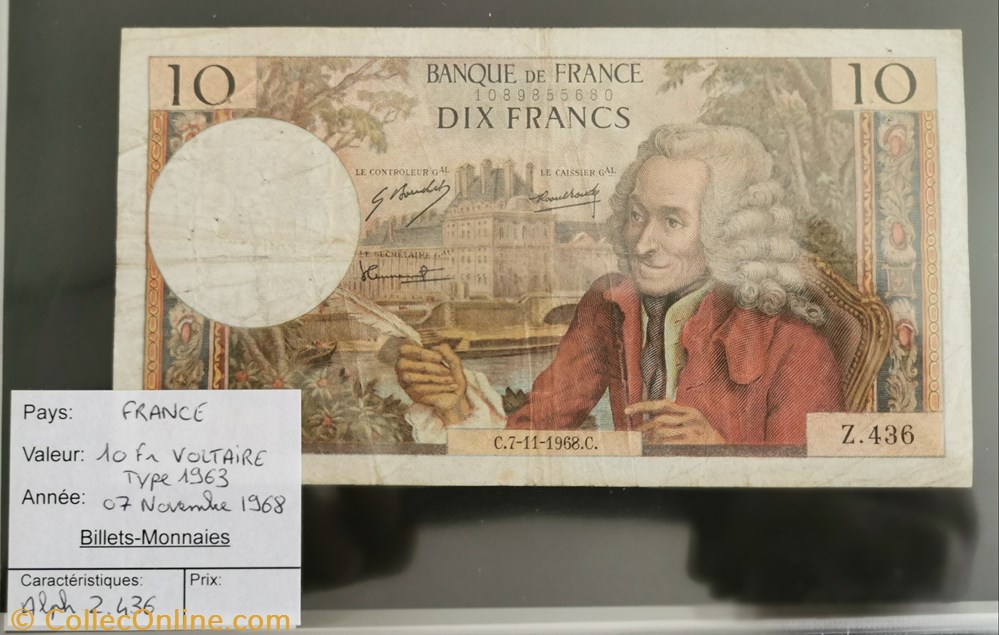 10
BANQUE DE FRANCE
10
1089855680
DIX FRANCS
LE CONTROLEUR GAL
LE CAISSIER GAL
LE SECRÉTAIRE GAL
C.7-11-1968.C.
Z.436
Pays: FRANCE
Valeur: 10 Fr VOLTAIRE
Type 1963
Année: 07 Novembre 1968
Billets-Monnaies
Caractéristiques:
Prix:
Alph Z.436
© CollecOnline.com